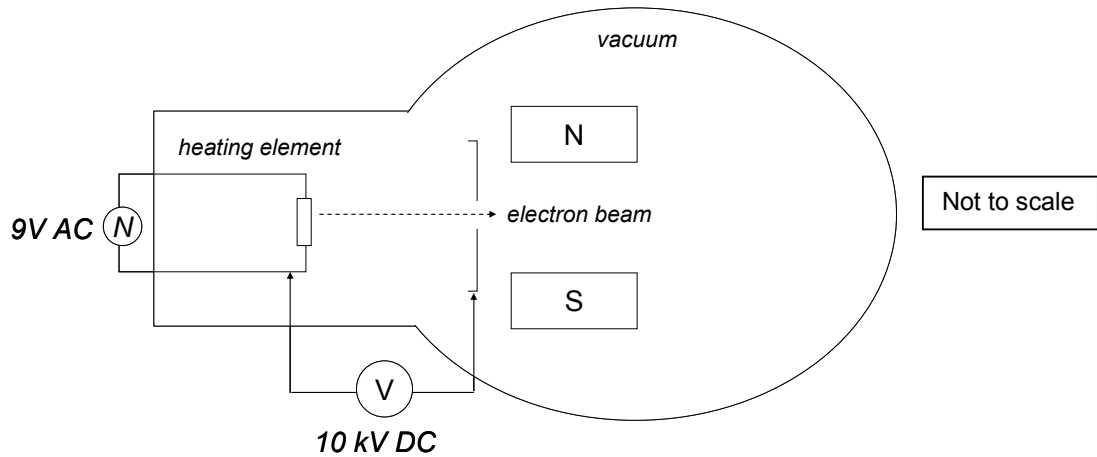 vacuum
N
heating element
Not to scale
electron beam
9V AC
N
S
V
10 kV DC